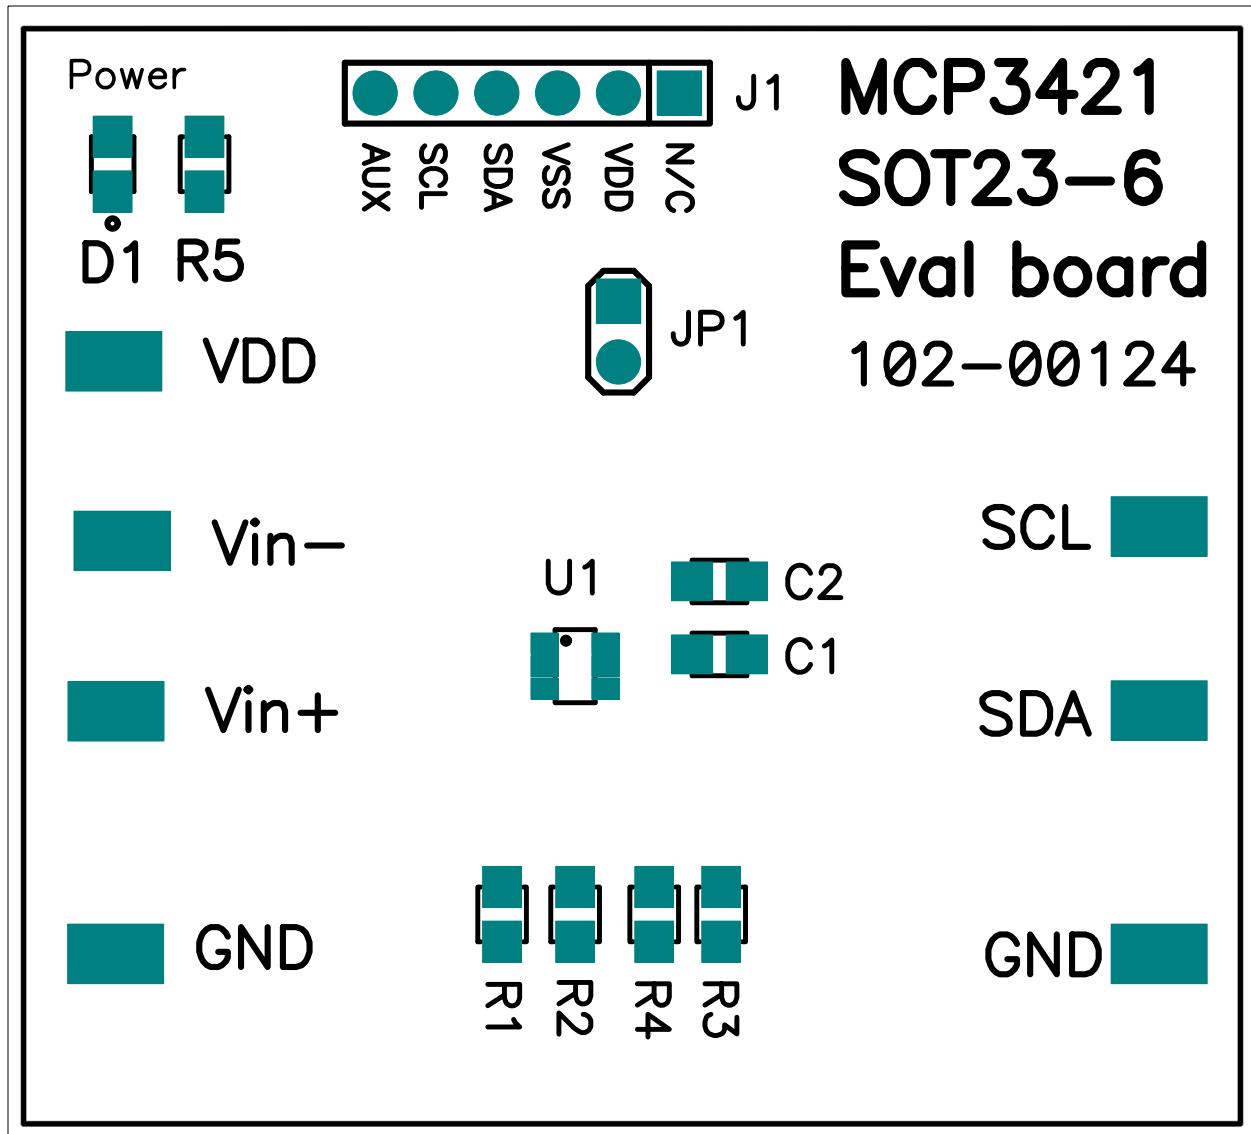 Power
J1
MCP3421
AUX
SCL
SDA
VSS
VDD
N/C
SOT23-6
D1
R5
Eval board
JP1
VDD
102-00124
Vin-
SCL
U1
C2
C1
Vin+
SDA
GND
GND
R1
R2
R4
R3